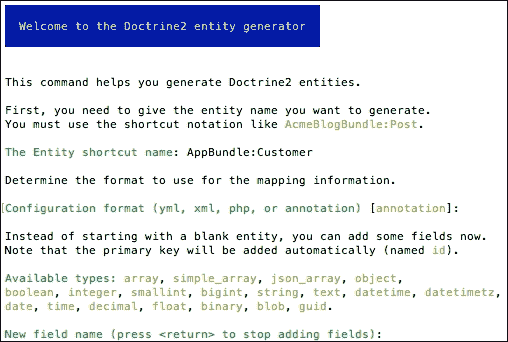 Welcome to the Doctrine2 entity generator
This command helps you generate Doctrine2 entities.
First, you need to give the entity name you want to generate.
You must use the shortcut notation like AcmeBlogBundle:Post.
The Entity shortcut name: AppBundle:Customer
Determine the format to use for the mapping information.
Configuration format (yml, xml, php, or annotation) [annotation]:
Instead of starting with a blank entity, you can add some fields now.
Note that the primary key will be added automatically (named id).
Available types: array, simple_array, json_array, object,
boolean, integer, smallint, bigint, string, text, datetime, datetimetz,
date, time, decimal, float, binary, blob, guid.
New field name (press <return> to stop adding fields):